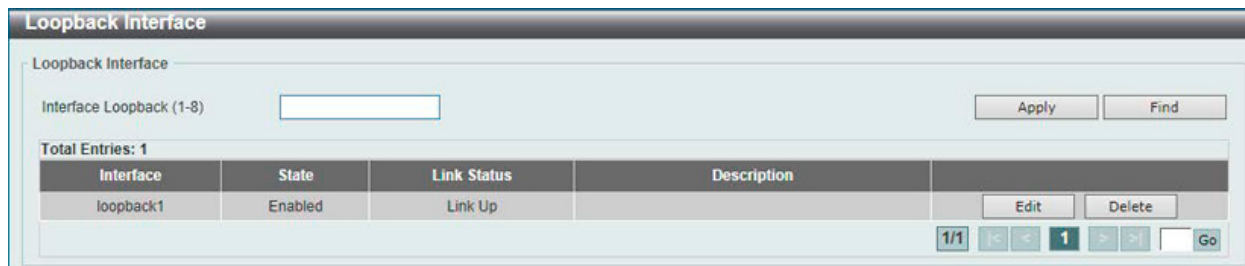 Loopback Interface
Loopback Interface
Interface Loopback (1-8) Apply Find
Total Entries: 1
Interface State Link Status Description
loopback1 Enabled Link Up Edit Delete
1/1 |< < 1 > >| Go